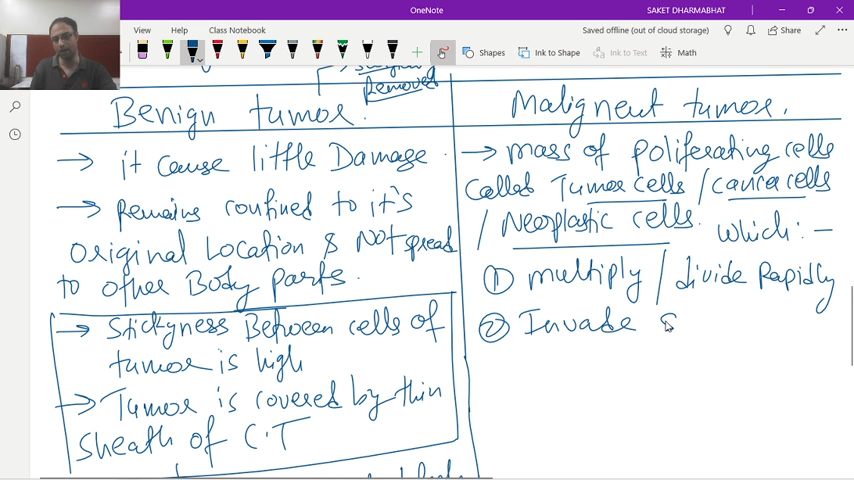 OneNote
SAKET DHARMABHAT
View Help Class Notebook
Saved offline (out of cloud storage)
Share
Shapes
Ink to Shape
Ink to Text
Math
Removed
Benign tumor.
Malignent tumor.
→ it cause little Damage.
→ Remains confined to it's
Original Location & Not spread
to other Body parts.
→ Stickyness Between cells of
tumor is high
→ Tumor is covered by thin
Sheath of C.T
→ mass of poliferating cells
Called Tumor cells / cancer cells
/ Neoplastic cells. which: -
① multiply / divide Rapidly
② Invade